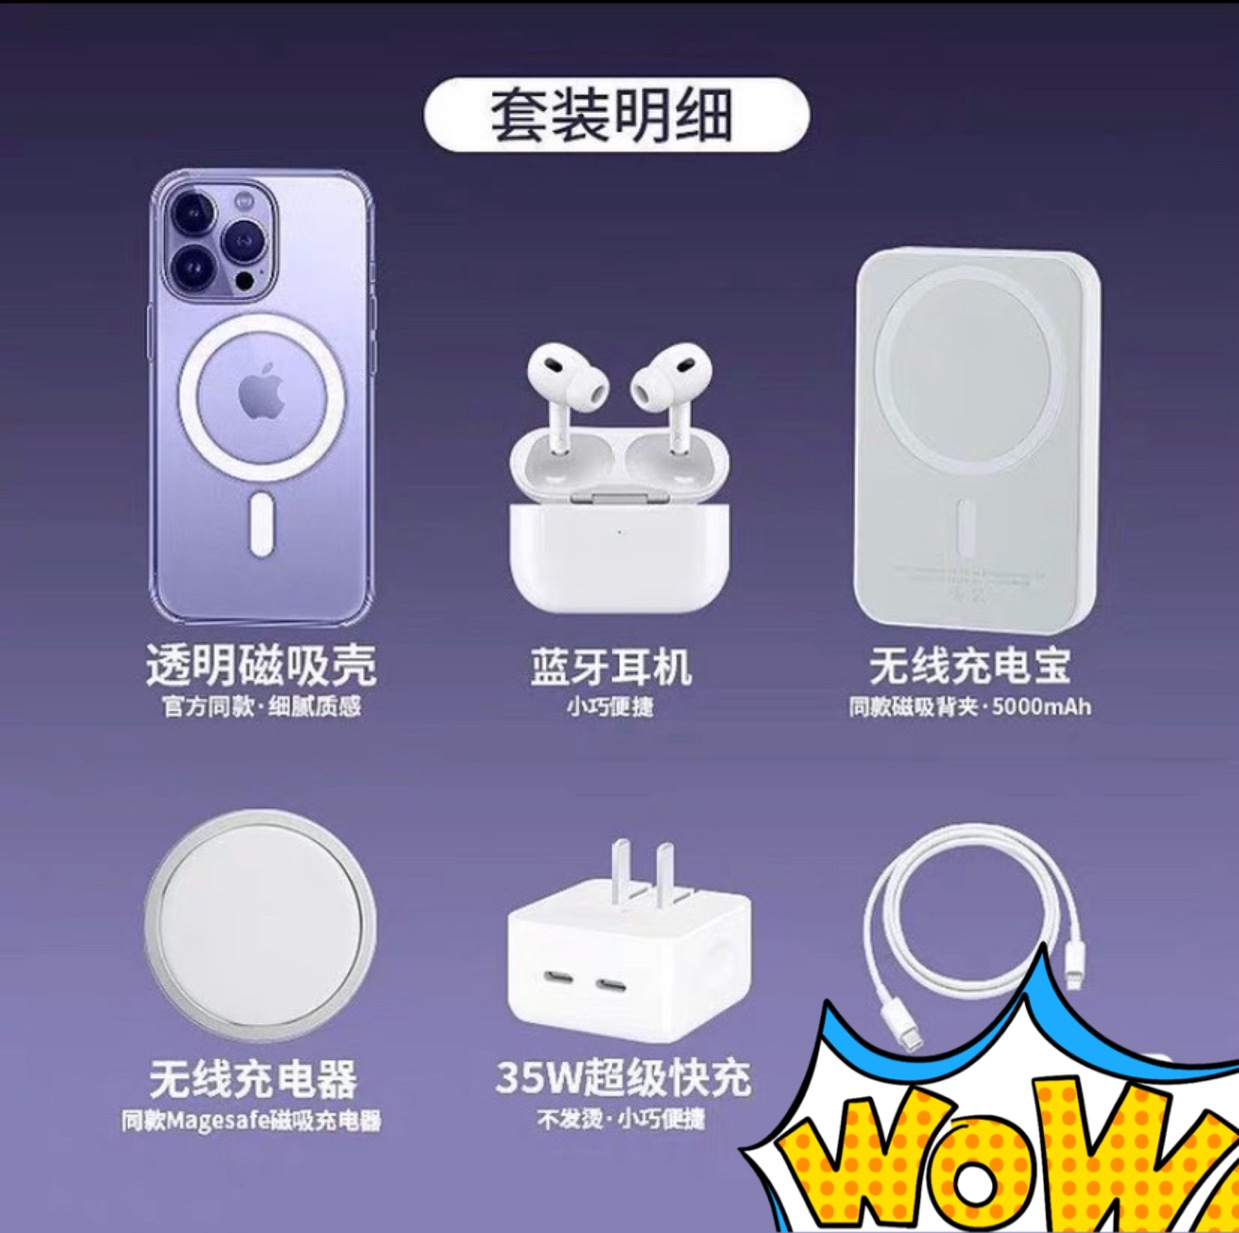 套装明细
透明磁吸壳
官方同款·细腻质感
蓝牙耳机
小巧便捷
无线充电宝
同款磁吸背夹·5000mAh
无线充电器
同款Magesafe磁吸充电器
35W超级快充
不发烫·小巧便捷
WOW